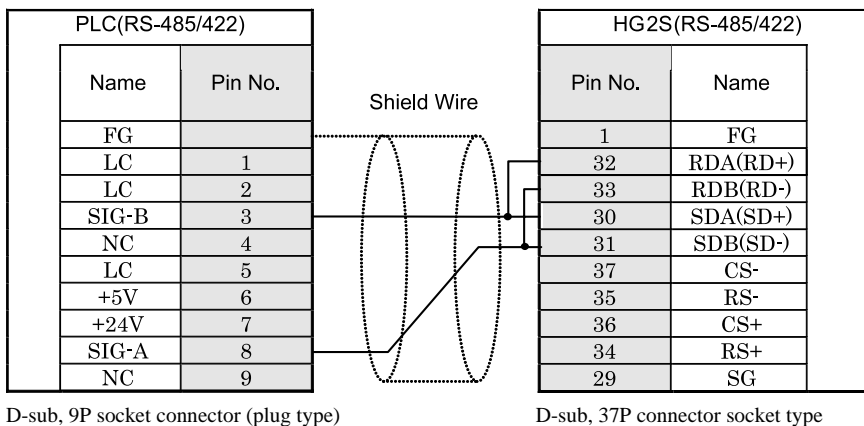 PLC(RS-485/422) HG2S(RS-485/422)
Name Pin No. Shield Wire Pin No. Name
FG 1 FG
LC 1 32 RDA(RD+)
LC 2 33 RDB(RD-)
SIG-B 3 30 SDA(SD+)
NC 4 31 SDB(SD-)
LC 5 37 CS-
+5V 6 35 RS-
+24V 7 36 CS+
SIG-A 8 34 RS+
NC 9 29 SG
D-sub, 9P socket connector (plug type) D-sub, 37P connector socket type